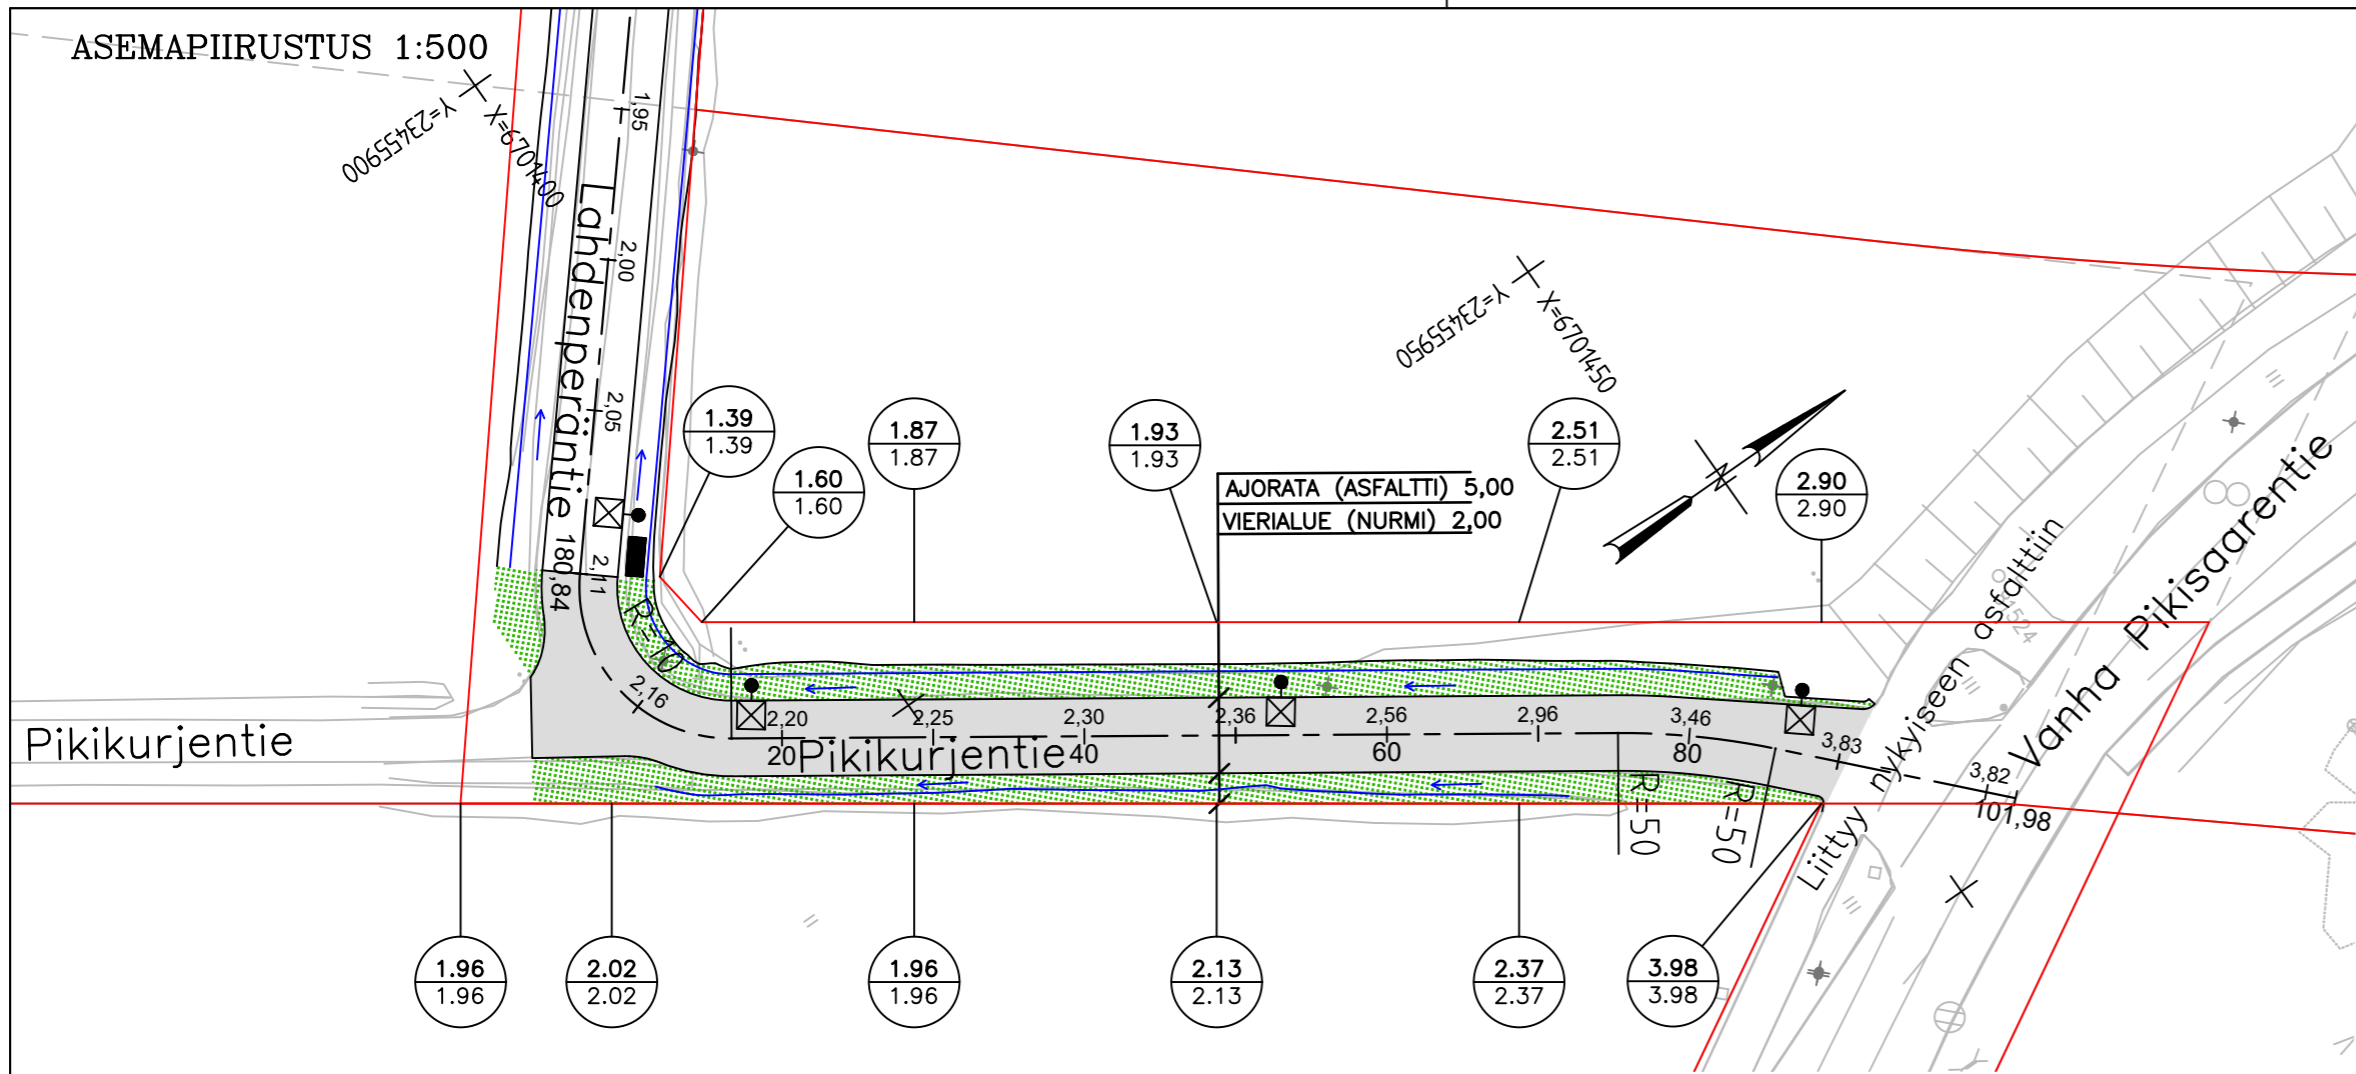 ASEMAPIIRUSTUS 1:500
Y=23455900
X=6701400
1,95
2,00
2,05
2,11
Lahdenperäntie
180,84
Y=23455950
X=6701450
1.39
1.39
1.60
1.60
1.87
1.87
1.93
1.93
AJORATA (ASFALTTI) 5,00
VIERIALUE (NURMI) 2,00
2.51
2.51
N
2.90
2.90
R=10
2,16
2,20
2,25
2,30
2,36
2,56
2,96
3,46
3,83
3,82
101,98
20
40
60
80
Pikikurjentie
Pikikurjentie
R=50
R=50
Liittyy nykyiseen asfalttiin
Vanha Pikisaarentie
1.96
1.96
2.02
2.02
1.96
1.96
2.13
2.13
2.37
2.37
3.98
3.98